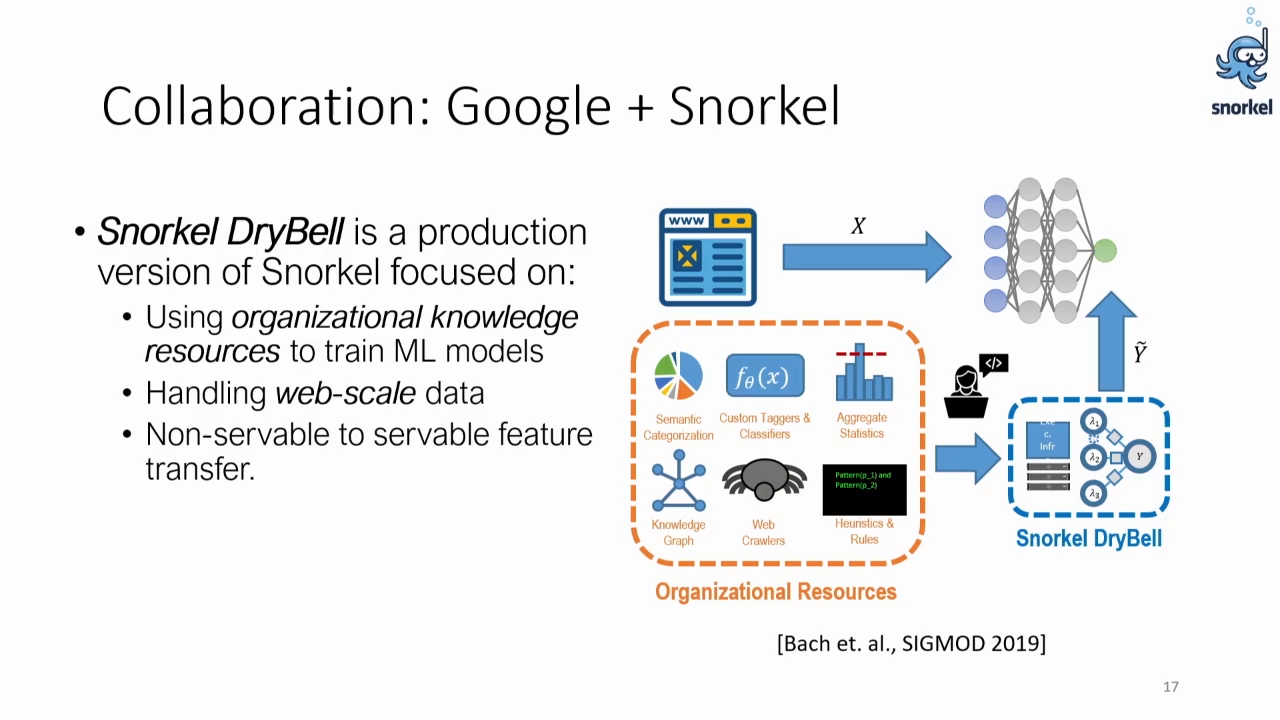 snorkel
Collaboration: Google + Snorkel
• Snorkel DryBell is a production
version of Snorkel focused on:
• Using organizational knowledge
resources to train ML models
• Handling web-scale data
• Non-servable to servable feature
transfer.
WWW
X
Ỹ
fθ(x)
Semantic
Categorization
Custom Taggers &
Classifiers
Aggregate
Statistics
</>
Pattern(p_1) and
Pattern(p_2)
Knowledge
Graph
Web
Crawlers
Heuristics &
Rules
Organizational Resources
Exe
c.
Infr
λ1
λ2
λ3
Y
Snorkel DryBell
[Bach et. al., SIGMOD 2019]
17